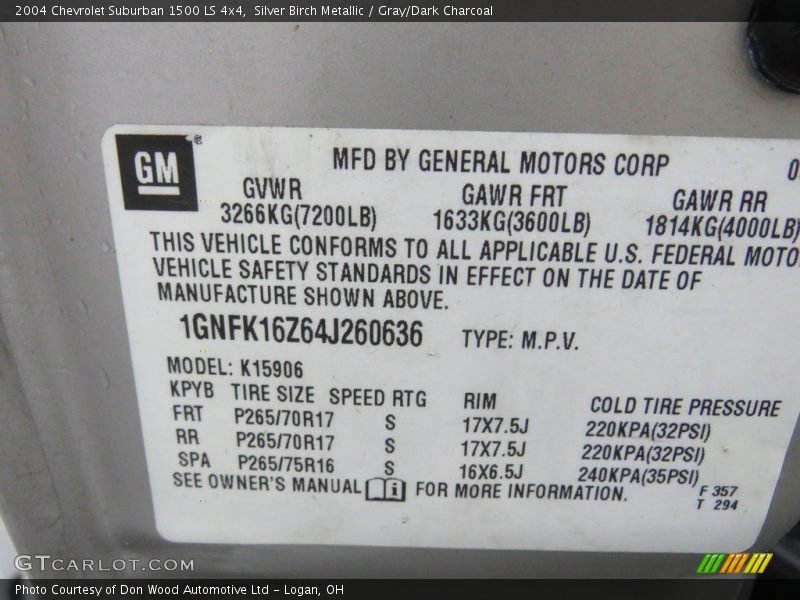 2004 Chevrolet Suburban 1500 LS 4x4,  Silver Birch Metallic / Gray/Dark Charcoal
GM ®
MFD BY GENERAL MOTORS CORP
GVWR GAWR FRT GAWR RR
3266KG(7200LB) 1633KG(3600LB) 1814KG(4000LB)
THIS VEHICLE CONFORMS TO ALL APPLICABLE U.S. FEDERAL MOTO
VEHICLE SAFETY STANDARDS IN EFFECT ON THE DATE OF
MANUFACTURE SHOWN ABOVE.
1GNFK16Z64J260636 TYPE: M.P.V.
MODEL: K15906
KPYB TIRE SIZE SPEED RTG RIM COLD TIRE PRESSURE
FRT P265/70R17 S 17X7.5J 220KPA(32PSI)
RR P265/70R17 S 17X7.5J 220KPA(32PSI)
SPA P265/75R16 S 16X6.5J 240KPA(35PSI)
SEE OWNER'S MANUAL i FOR MORE INFORMATION.
F 357
T 294
GTCARLOT.COM
Photo Courtesy of Don Wood Automotive Ltd - Logan, OH